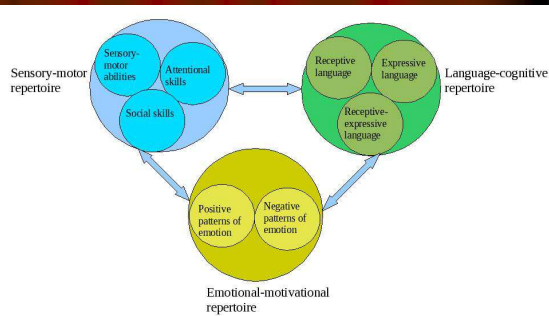 Sensory-motor
repertoire
Sensory-
motor
abilities
Attentional
skills
Social skills
Receptive
language
Expressive
language
Receptive-
expressive
language
Language-cognitive
repertoire
Positive
patterns of
emotion
Negative
patterns of
emotion
Emotional-motivational
repertoire